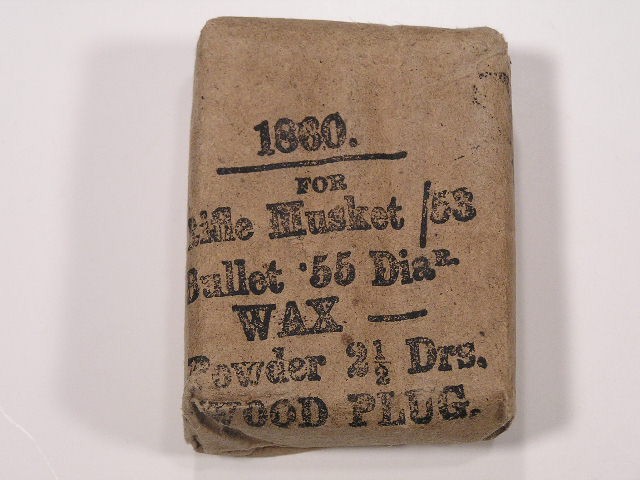 1860.
FOR
Rifle Musket /53
Bullet ·55 Diaʳ.
WAX —
Powder 2½ Drs.
WOOD PLUG.